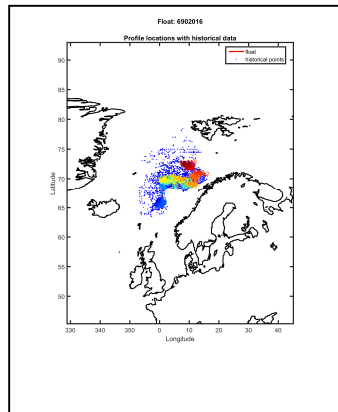 Float: 6902016
Profile locations with historical data
float
historical points
90
85
80
75
70
65
60
55
50
Latitude
330 340 350 0 10 20 30 40
Longitude